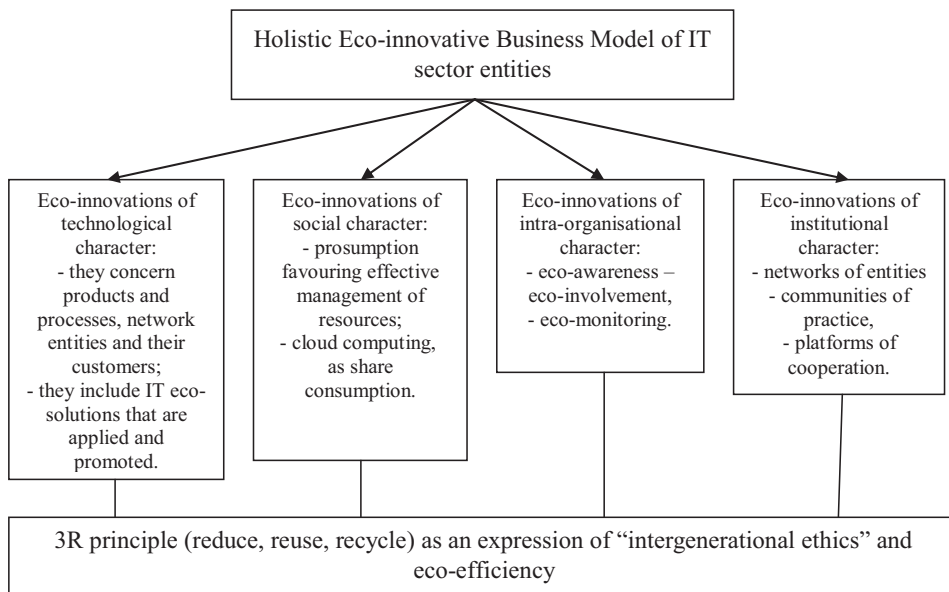 Holistic Eco-innovative Business Model of IT
sector entities
Eco-innovations of
technological
character:
- they concern
products and
processes, network
entities and their
customers;
- they include IT eco-
solutions that are
applied and
promoted.
Eco-innovations of
social character:
- prosumption
favouring effective
management of
resources;
- cloud computing,
as share
consumption.
Eco-innovations of
intra-organisational
character:
- eco-awareness –
eco-involvement,
- eco-monitoring.
Eco-innovations of
institutional
character:
- networks of entities
- communities of
practice,
- platforms of
cooperation.
3R principle (reduce, reuse, recycle) as an expression of “intergenerational ethics” and
eco-efficiency